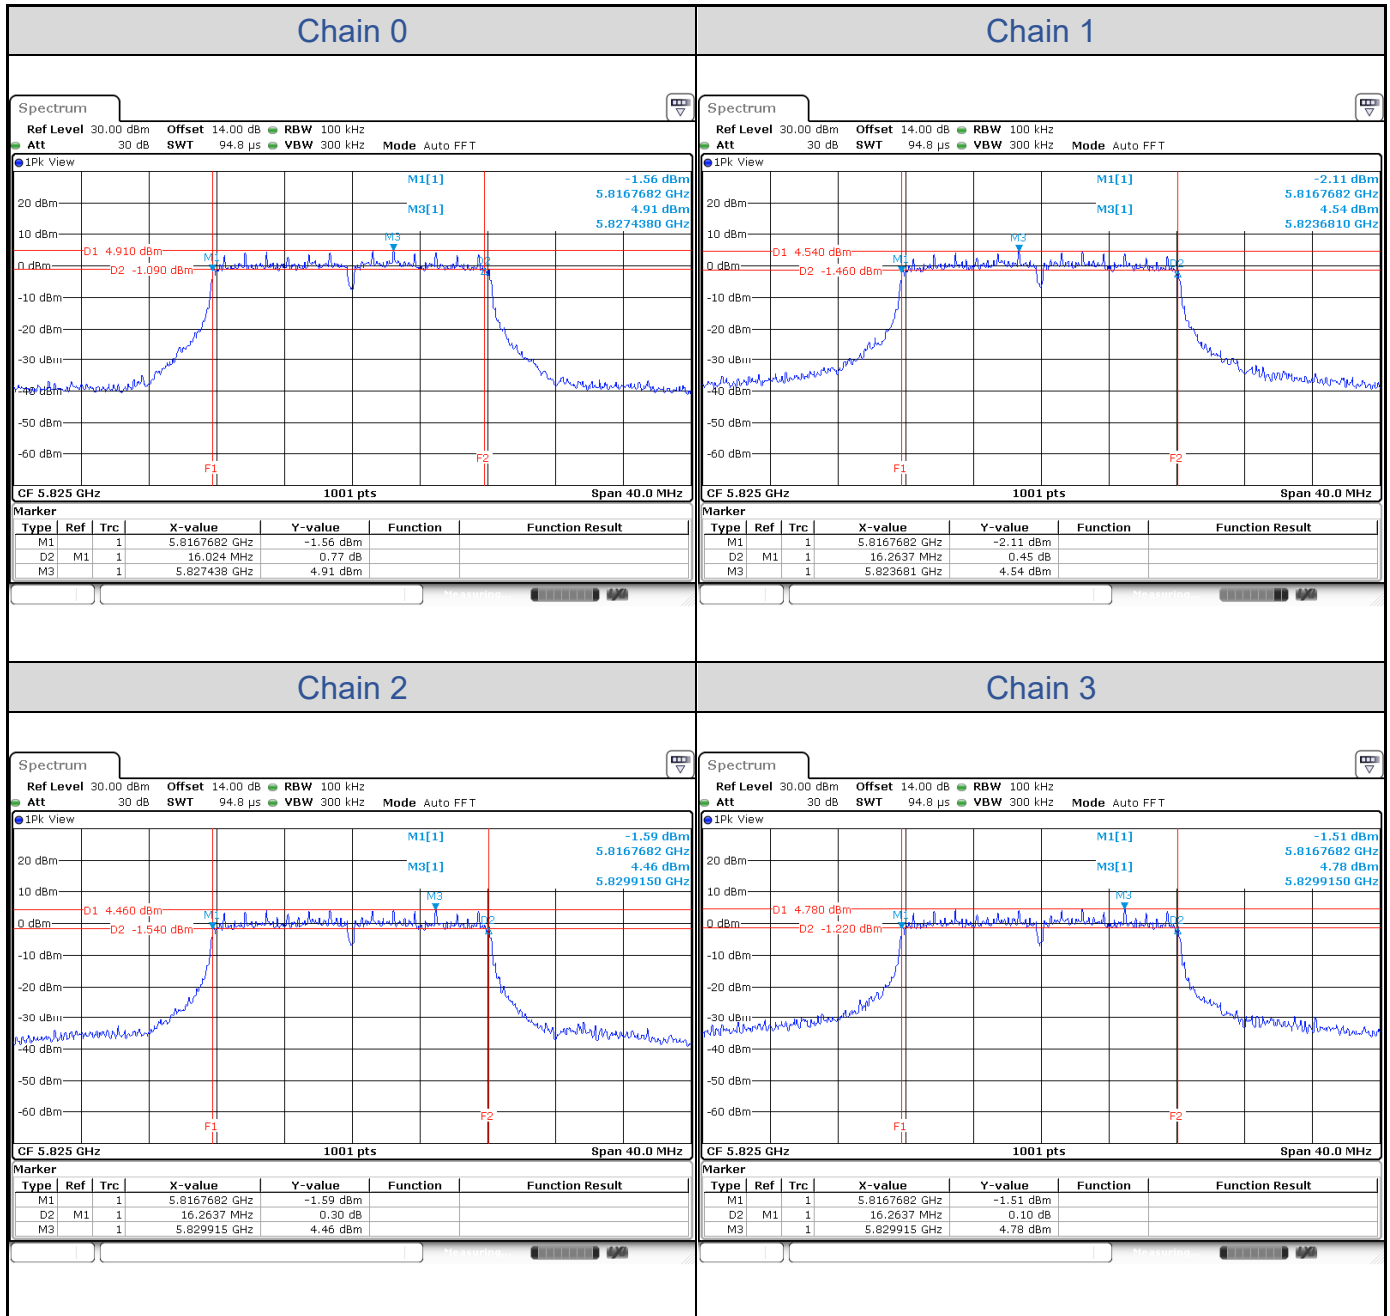 Chain 0
Spectrum
Ref Level 30.00 dBm Offset 14.00 dB RBW 100 kHz
Att 30 dB SWT 94.8 µs VBW 300 kHz Mode Auto FFT
1Pk View
M1[1] -1.56 dBm
5.8167682 GHz
M3[1] 4.91 dBm
5.8274380 GHz
20 dBm
10 dBm
M3
D1 4.910 dBm
M1
D2
0 dBm
D2 -1.090 dBm
-10 dBm
-20 dBm
-30 dBm
-40 dBm
-50 dBm
-60 dBm
F1
F2
CF 5.825 GHz 1001 pts Span 40.0 MHz
Marker
Type Ref Trc X-value Y-value Function Function Result
M1 1 5.8167682 GHz -1.56 dBm
D2 M1 1 16.024 MHz 0.77 dB
M3 1 5.827438 GHz 4.91 dBm
Measuring...
Chain 1
Spectrum
Ref Level 30.00 dBm Offset 14.00 dB RBW 100 kHz
Att 30 dB SWT 94.8 µs VBW 300 kHz Mode Auto FFT
1Pk View
M1[1] -2.11 dBm
5.8167682 GHz
M3[1] 4.54 dBm
5.8236810 GHz
20 dBm
10 dBm
M3
D1 4.540 dBm
M1
D2
0 dBm
D2 -1.460 dBm
-10 dBm
-20 dBm
-30 dBm
-40 dBm
-50 dBm
-60 dBm
F1
F2
CF 5.825 GHz 1001 pts Span 40.0 MHz
Marker
Type Ref Trc X-value Y-value Function Function Result
M1 1 5.8167682 GHz -2.11 dBm
D2 M1 1 16.2637 MHz 0.45 dB
M3 1 5.823681 GHz 4.54 dBm
Measuring...
Chain 2
Spectrum
Ref Level 30.00 dBm Offset 14.00 dB RBW 100 kHz
Att 30 dB SWT 94.8 µs VBW 300 kHz Mode Auto FFT
1Pk View
M1[1] -1.59 dBm
5.8167682 GHz
M3[1] 4.46 dBm
5.8299150 GHz
20 dBm
10 dBm
M3
D1 4.460 dBm
M1
D2
0 dBm
D2 -1.540 dBm
-10 dBm
-20 dBm
-30 dBm
-40 dBm
-50 dBm
-60 dBm
F1
F2
CF 5.825 GHz 1001 pts Span 40.0 MHz
Marker
Type Ref Trc X-value Y-value Function Function Result
M1 1 5.8167682 GHz -1.59 dBm
D2 M1 1 16.2637 MHz 0.30 dB
M3 1 5.829915 GHz 4.46 dBm
Measuring...
Chain 3
Spectrum
Ref Level 30.00 dBm Offset 14.00 dB RBW 100 kHz
Att 30 dB SWT 94.8 µs VBW 300 kHz Mode Auto FFT
1Pk View
M1[1] -1.51 dBm
5.8167682 GHz
M3[1] 4.78 dBm
5.8299150 GHz
20 dBm
10 dBm
M3
D1 4.780 dBm
M1
D2
0 dBm
D2 -1.220 dBm
-10 dBm
-20 dBm
-30 dBm
-40 dBm
-50 dBm
-60 dBm
F1
F2
CF 5.825 GHz 1001 pts Span 40.0 MHz
Marker
Type Ref Trc X-value Y-value Function Function Result
M1 1 5.8167682 GHz -1.51 dBm
D2 M1 1 16.2637 MHz 0.10 dB
M3 1 5.829915 GHz 4.78 dBm
Measuring...